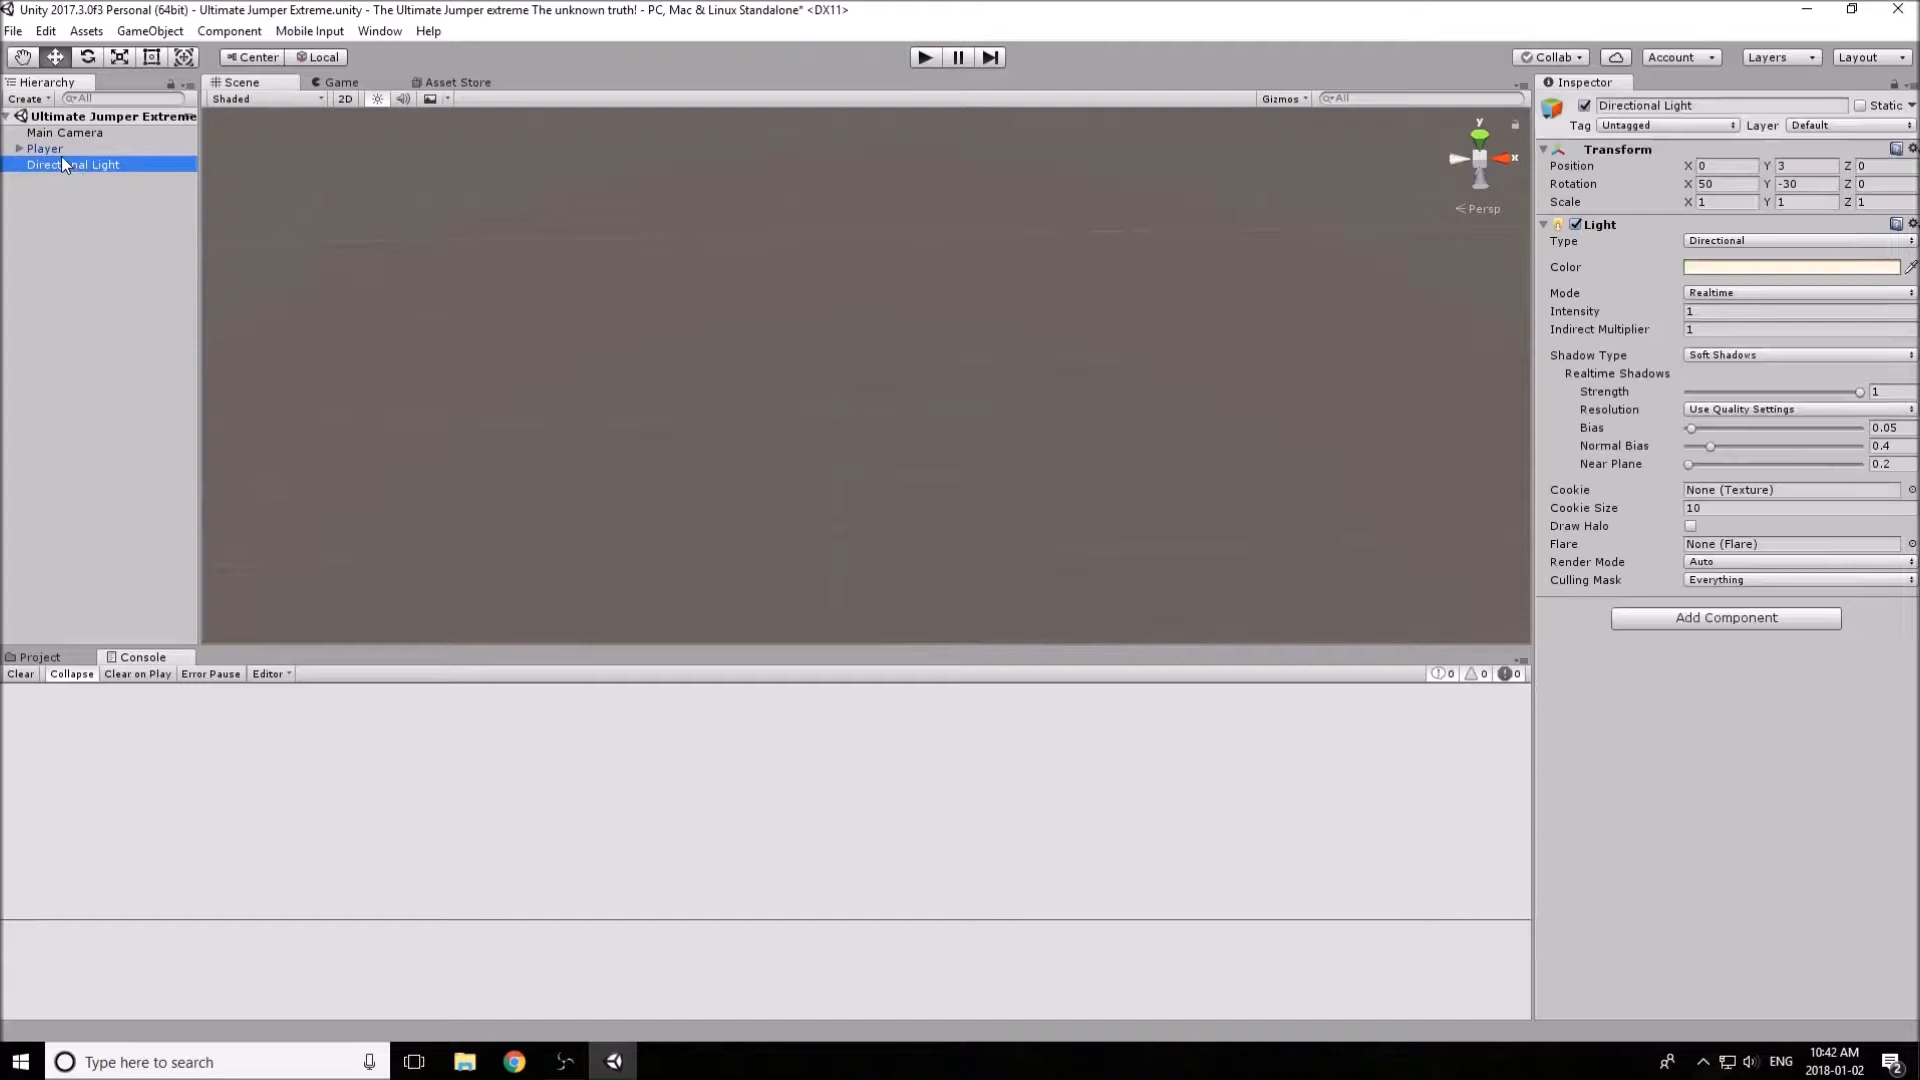 Unity 2017.3.0f3 Personal (64bit) - Ultimate Jumper Extreme.unity - The Ultimate Jumper extreme The unknown truth! - PC, Mac & Linux Standalone* <DX11>
File Edit Assets GameObject Component Mobile Input Window Help
Center Local Collab Account Layers Layout
Hierarchy Scene Game Asset Store Inspector
Create All Shaded 2D Gizmos All
Directional Light Static
Ultimate Jumper Extreme
Tag Untagged Layer Default
Main Camera
Player
Directional Light
y
x
Persp
Transform
Position X 0 Y 3 Z 0
Rotation X 50 Y -30 Z 0
Scale X 1 Y 1 Z 1
Light
Type Directional
Color
Mode Realtime
Intensity 1
Indirect Multiplier 1
Shadow Type Soft Shadows
Realtime Shadows
Strength 1
Resolution Use Quality Settings
Bias 0.05
Normal Bias 0.4
Near Plane 0.2
Cookie None (Texture)
Cookie Size 10
Draw Halo
Flare None (Flare)
Render Mode Auto
Culling Mask Everything
Add Component
Project Console
Clear Collapse Clear on Play Error Pause Editor 0 0 0
Type here to search
ENG
10:42 AM
2018-01-02
2